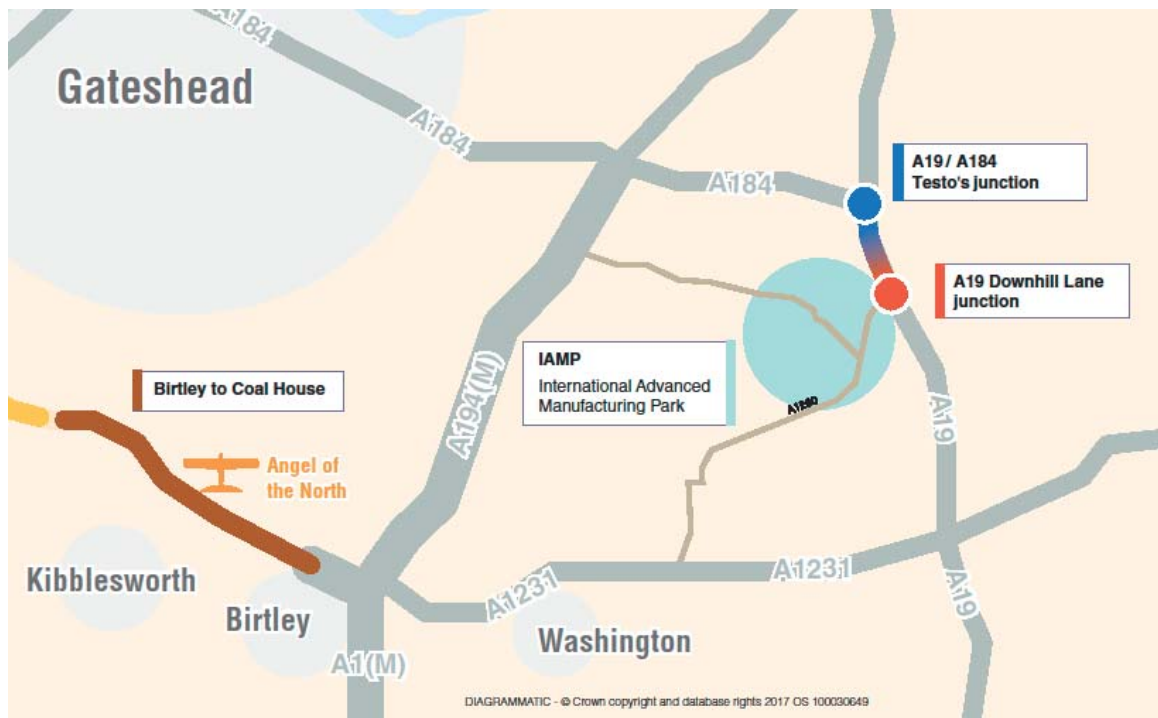 A184
Gateshead
A184
A184
A19 / A184
Testo's junction
A19 Downhill Lane
junction
IAMP
International Advanced
Manufacturing Park
A1290
Birtley to Coal House
A194(M)
A19
Angel of
the North
Kibblesworth
Birtley
A1231
A1231
A19
Washington
A1(M)
DIAGRAMMATIC - © Crown copyright and database rights 2017 OS 100030649